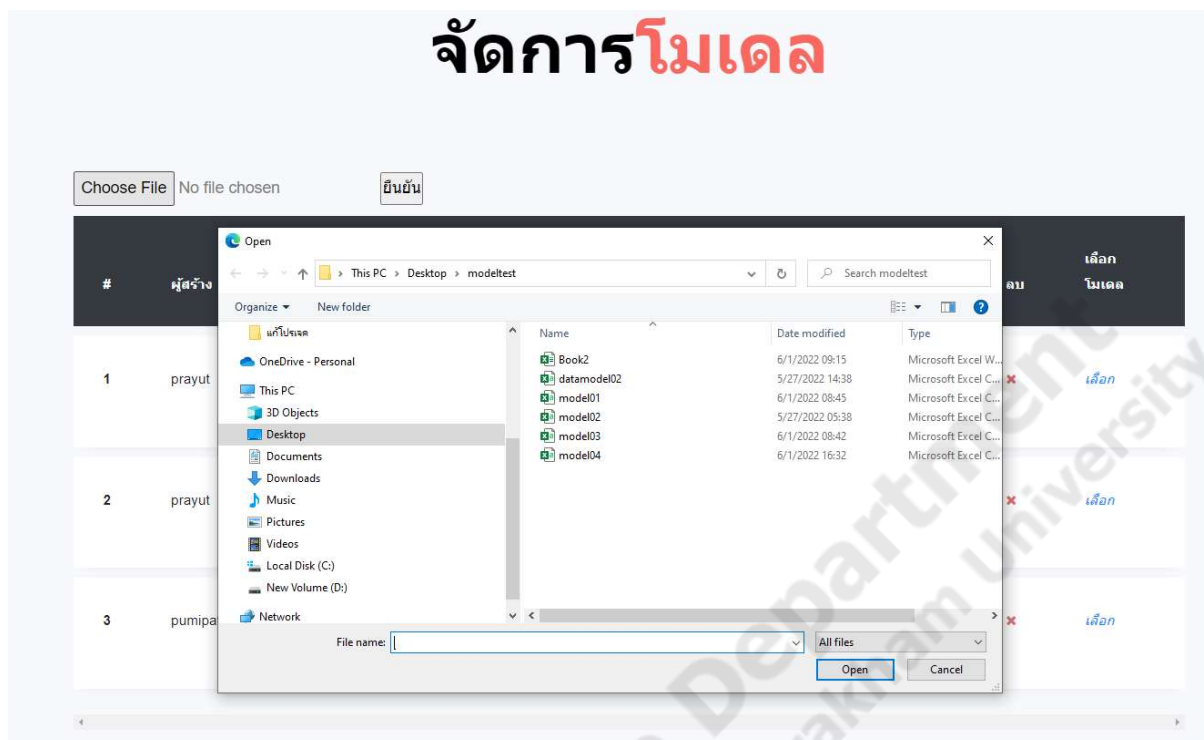 จัดการโมเดล
Choose File No file chosen ยืนยัน
Open
This PC > Desktop > modeltest
Search modeltest
Organize New folder
# ผู้สร้าง ลบ เลือกโมเดล
แก้โปรเจค
OneDrive - Personal
This PC
3D Objects
Desktop
Documents
Downloads
Music
Pictures
Videos
Local Disk (C:)
New Volume (D:)
Network
Name Date modified Type
Book2 6/1/2022 09:15 Microsoft Excel W...
datamodel02 5/27/2022 14:38 Microsoft Excel C...
model01 6/1/2022 08:45 Microsoft Excel C...
model02 5/27/2022 05:38 Microsoft Excel C...
model03 6/1/2022 08:42 Microsoft Excel C...
model04 6/1/2022 16:32 Microsoft Excel C...
1 prayut เลือก
2 prayut เลือก
3 pumipa เลือก
File name: All files
Open Cancel
Department
University